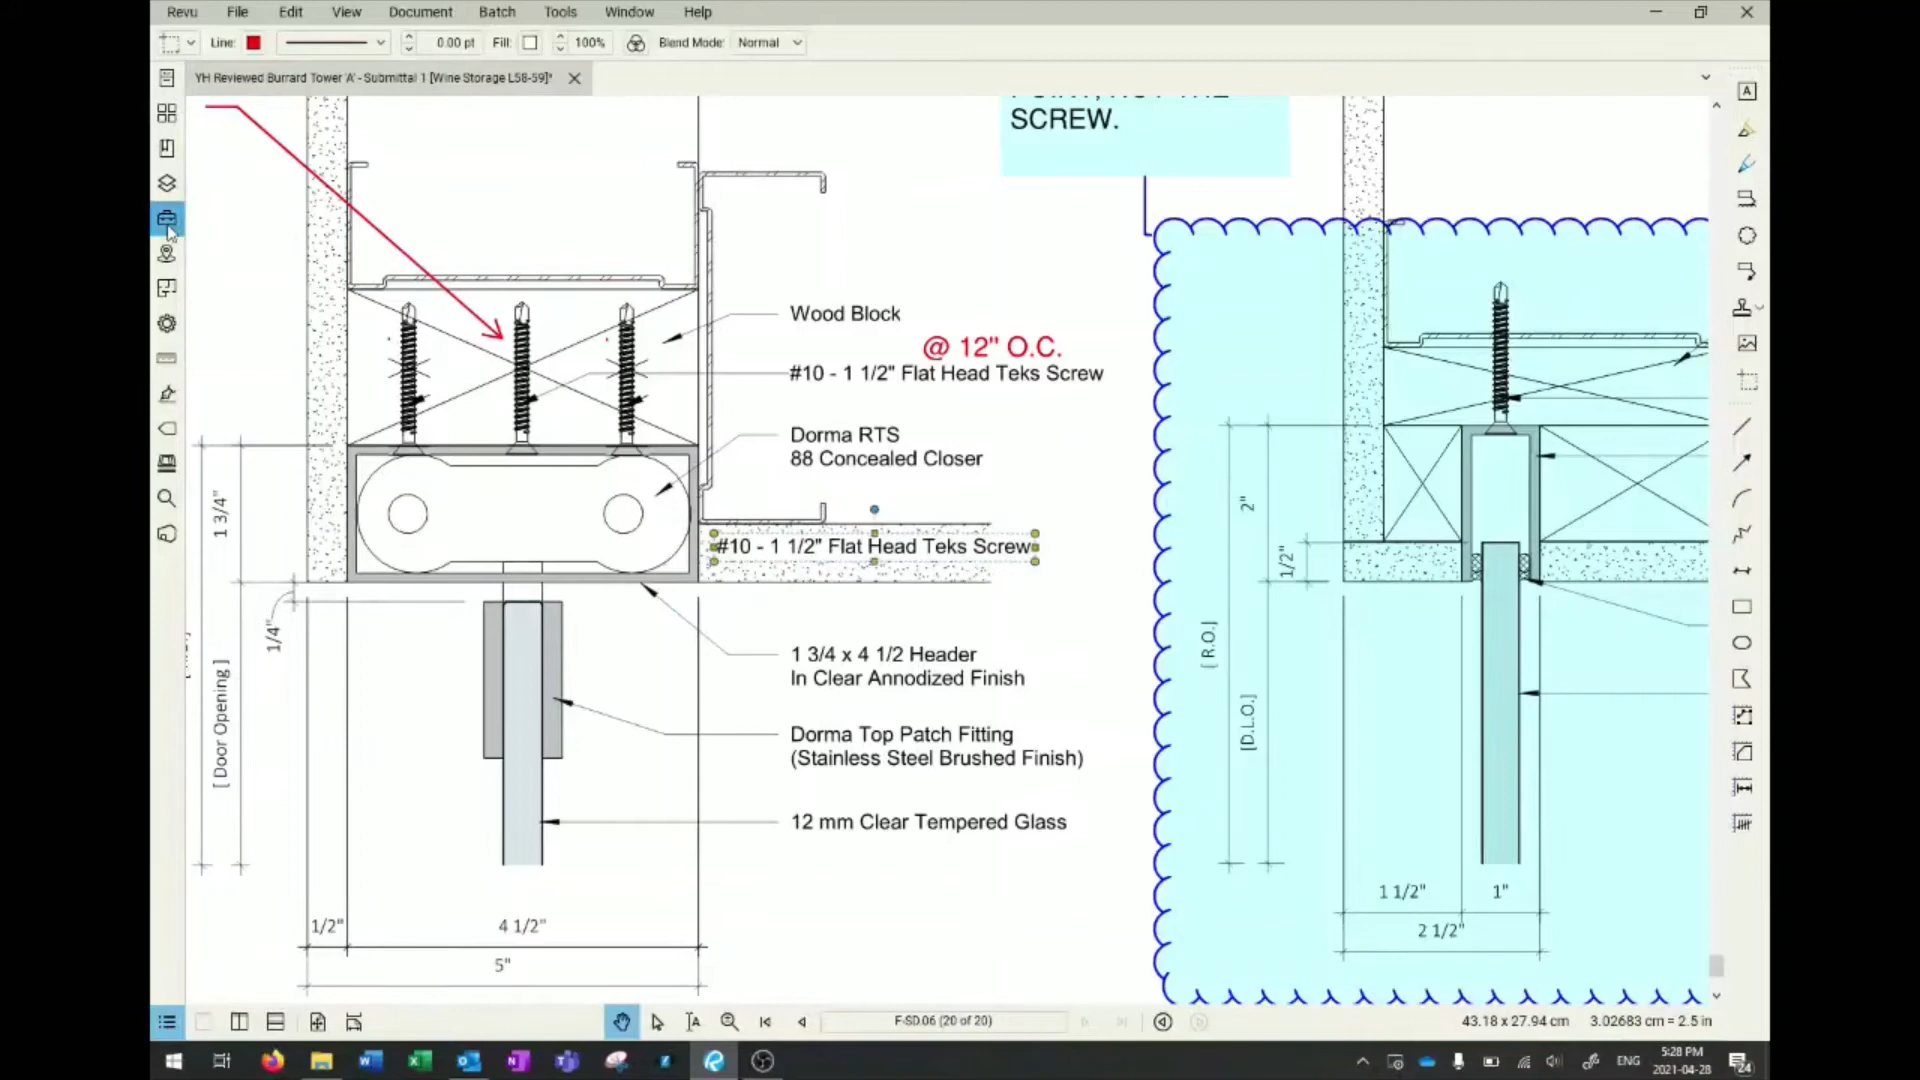 Revu File Edit View Document Batch Tools Window Help
Line: 0.00 pt Fill: 100% Blend Mode: Normal
YH Reviewed Burrard Tower 'A' - Submittal 1 [Wine Storage L58-59]*
SCREW.
Wood Block
@ 12" O.C.
#10 - 1 1/2" Flat Head Teks Screw
Dorma RTS
88 Concealed Closer
#10 - 1 1/2" Flat Head Teks Screw
1 3/4 x 4 1/2 Header
In Clear Annodized Finish
Dorma Top Patch Fitting
(Stainless Steel Brushed Finish)
12 mm Clear Tempered Glass
1 3/4"
1/4"
[ Door Opening ]
1/2"
4 1/2"
5"
2"
1/2"
[ R.O.]
[D.L.O.]
1 1/2"
1"
2 1/2"
F-SD.06 (20 of 20)
43.18 x 27.94 cm
3.02683 cm = 2.5 in
ENG
5:28 PM
2021-04-28
24